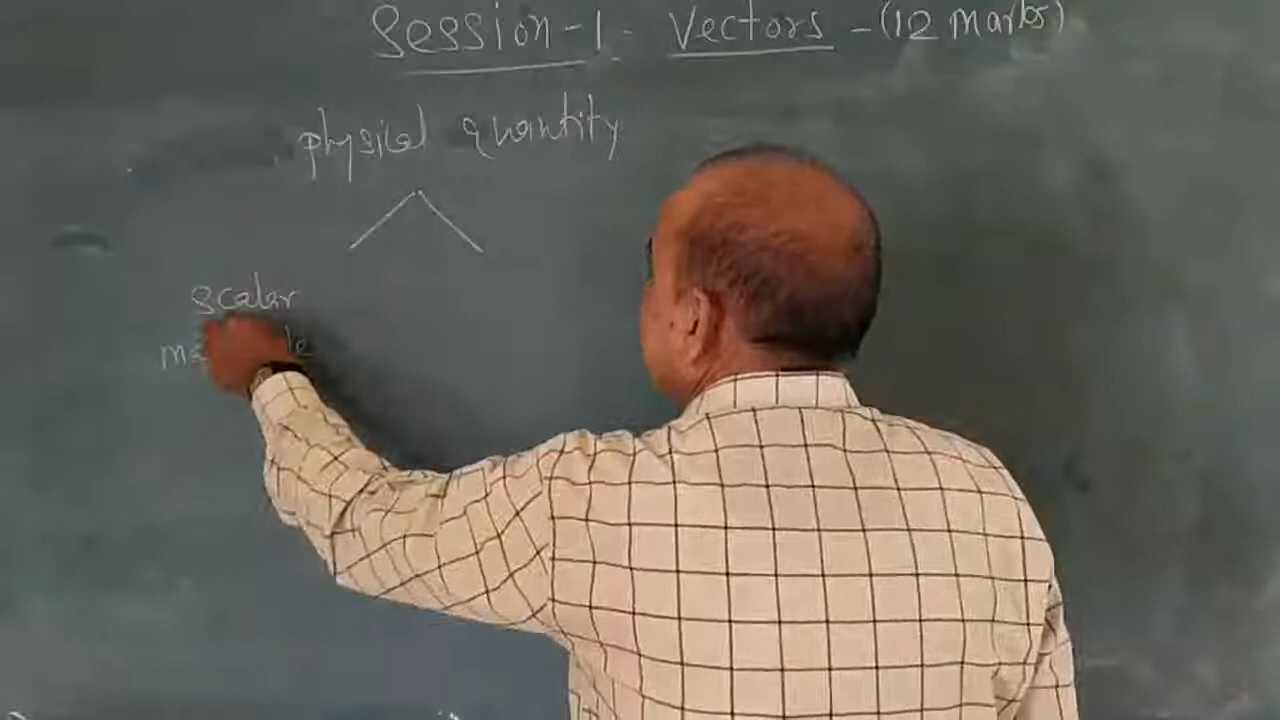 Session-1. Vectors - (12 marks)
physical quantity
scalar